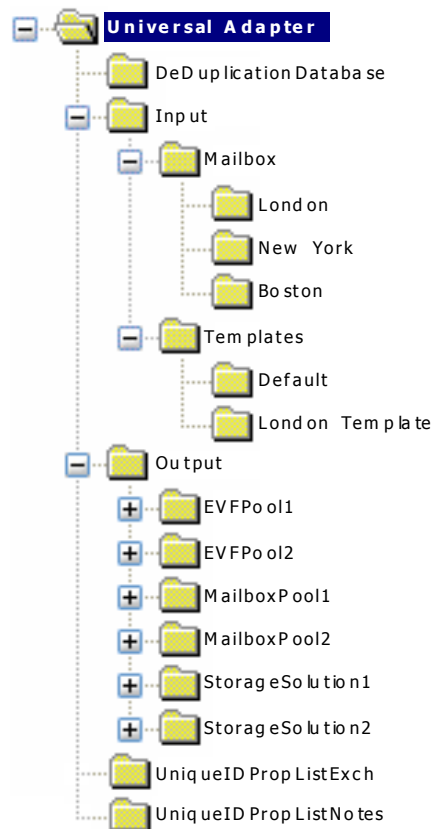 Universal Adapter
DeDuplication Database
Input
Mailbox
London
New York
Boston
Templates
Default
London Template
Output
EVFPool1
EVFPool2
MailboxPool1
MailboxPool2
StorageSolution1
StorageSolution2
UniqueIDPropListExch
UniqueIDPropListNotes